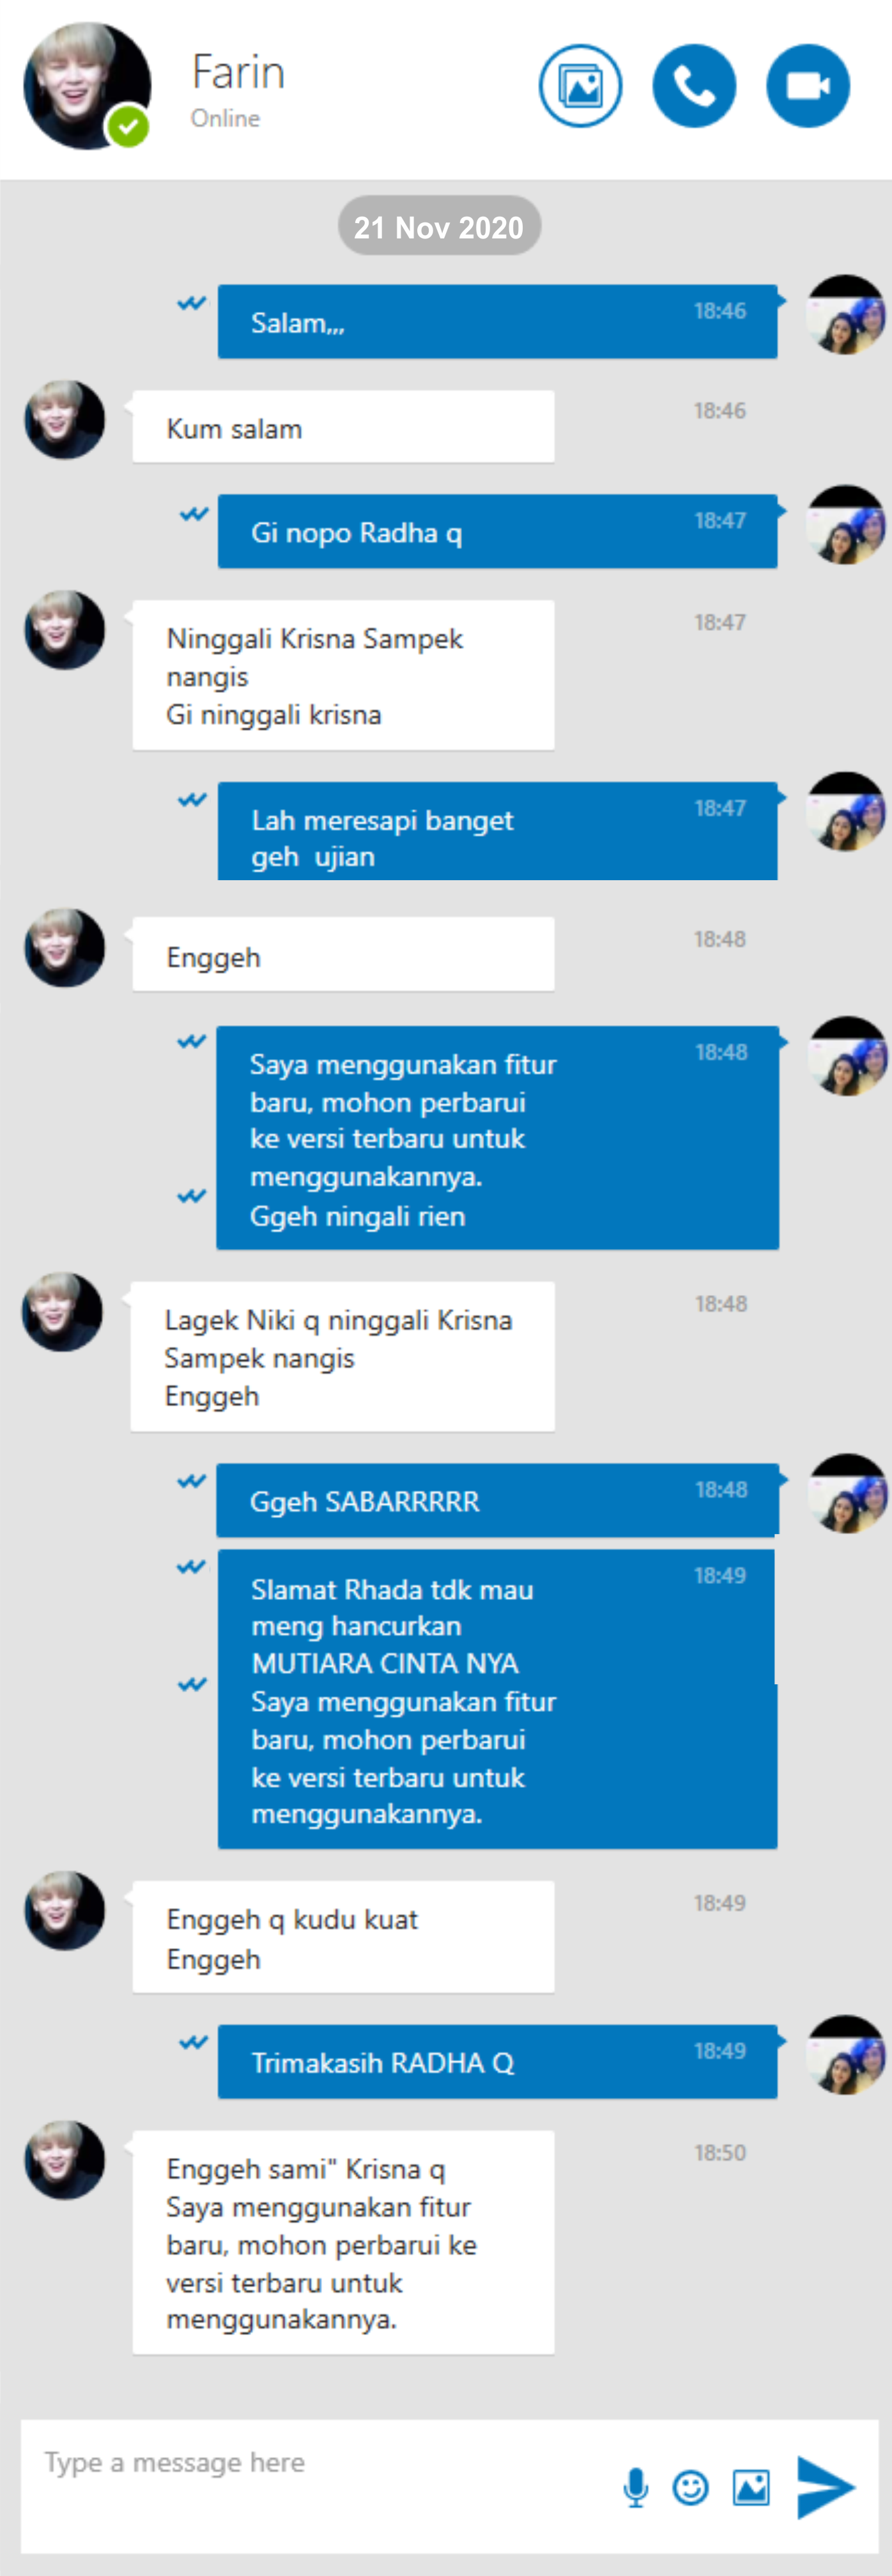 Farin
Online
21 Nov 2020
18:46
Salam,,,
18:46
Kum salam
18:47
Gi nopo Radha q
18:47
Ninggali Krisna Sampek
nangis
Gi ninggali krisna
18:47
Lah meresapi banget
geh  ujian
18:48
Enggeh
18:48
Saya menggunakan fitur
baru, mohon perbarui
ke versi terbaru untuk
menggunakannya.
Ggeh ningali rien
18:48
Lagek Niki q ninggali Krisna
Sampek nangis
Enggeh
18:48
Ggeh SABARRRRR
18:49
Slamat Rhada tdk mau
meng hancurkan
MUTIARA CINTA NYA
Saya menggunakan fitur
baru, mohon perbarui
ke versi terbaru untuk
menggunakannya.
18:49
Enggeh q kudu kuat
Enggeh
18:49
Trimakasih RADHA Q
18:50
Enggeh sami" Krisna q
Saya menggunakan fitur
baru, mohon perbarui ke
versi terbaru untuk
menggunakannya.
Type a message here